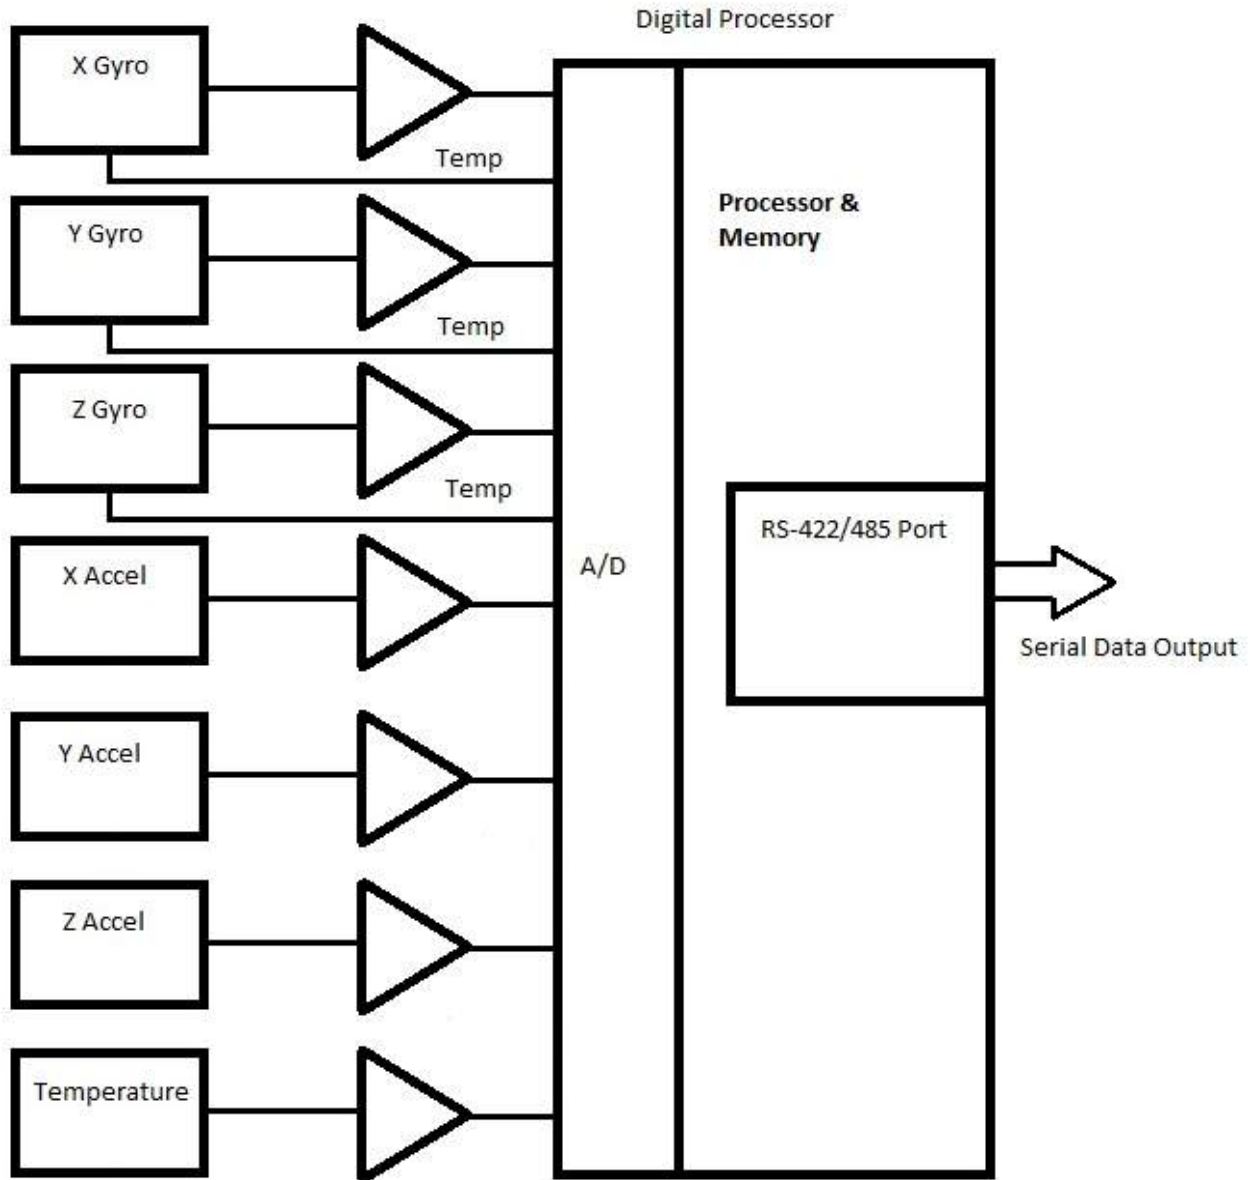 Digital Processor
X Gyro
Temp
Y Gyro
Temp
Z Gyro
Temp
X Accel
Y Accel
Z Accel
Temperature
A/D
Processor &
Memory
RS-422/485 Port
Serial Data Output